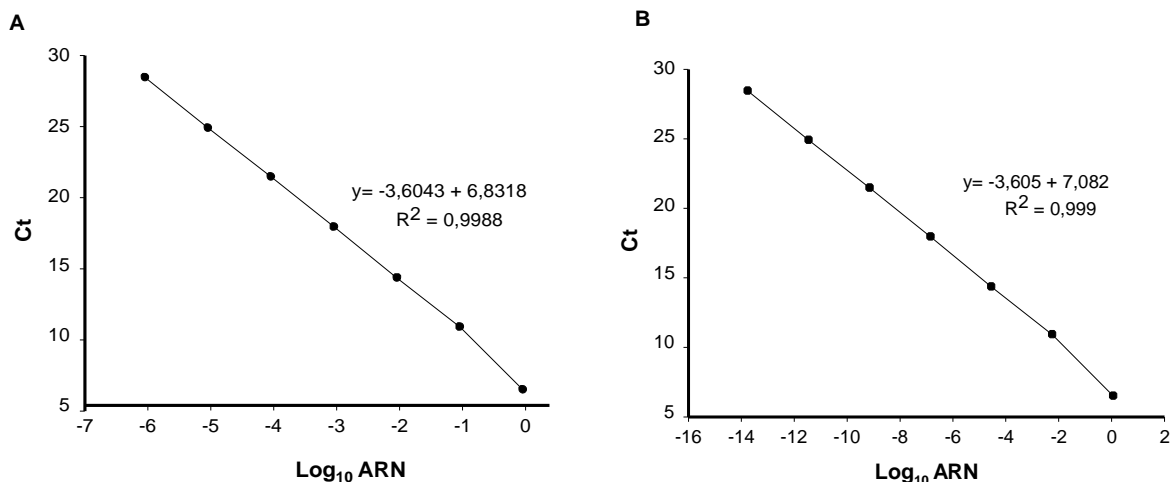 A
30
25
20
15
10
5
Ct
y= -3,6043 + 6,8318
R² = 0,9988
-7 -6 -5 -4 -3 -2 -1 0
Log₁₀ ARN
B
30
25
20
15
10
5
Ct
y= -3,605 + 7,082
R² = 0,999
-16 -14 -12 -10 -8 -6 -4 -2 0 2
Log₁₀ ARN